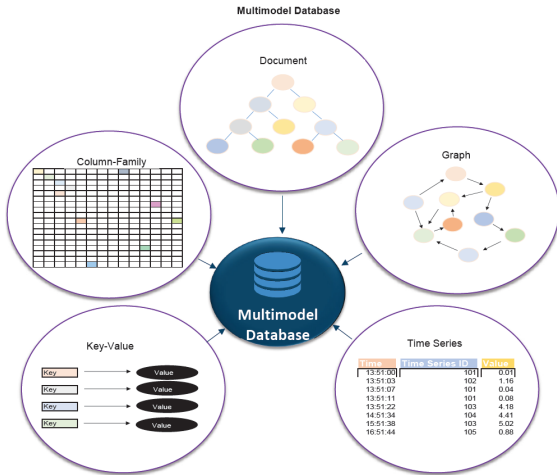 Multimodel Database
Document
Column-Family
Graph
Multimodel
Database
Key-Value
Key Value
Key Value
Key Value
Key Value
Time Series
Time Time Series ID Value
13:51:00 101 0.01
13:51:03 102 1.16
13:51:07 101 0.04
13:51:11 101 0.08
13:51:22 103 4.18
14:51:34 104 4.41
15:51:38 103 5.02
16:51:44 105 0.88